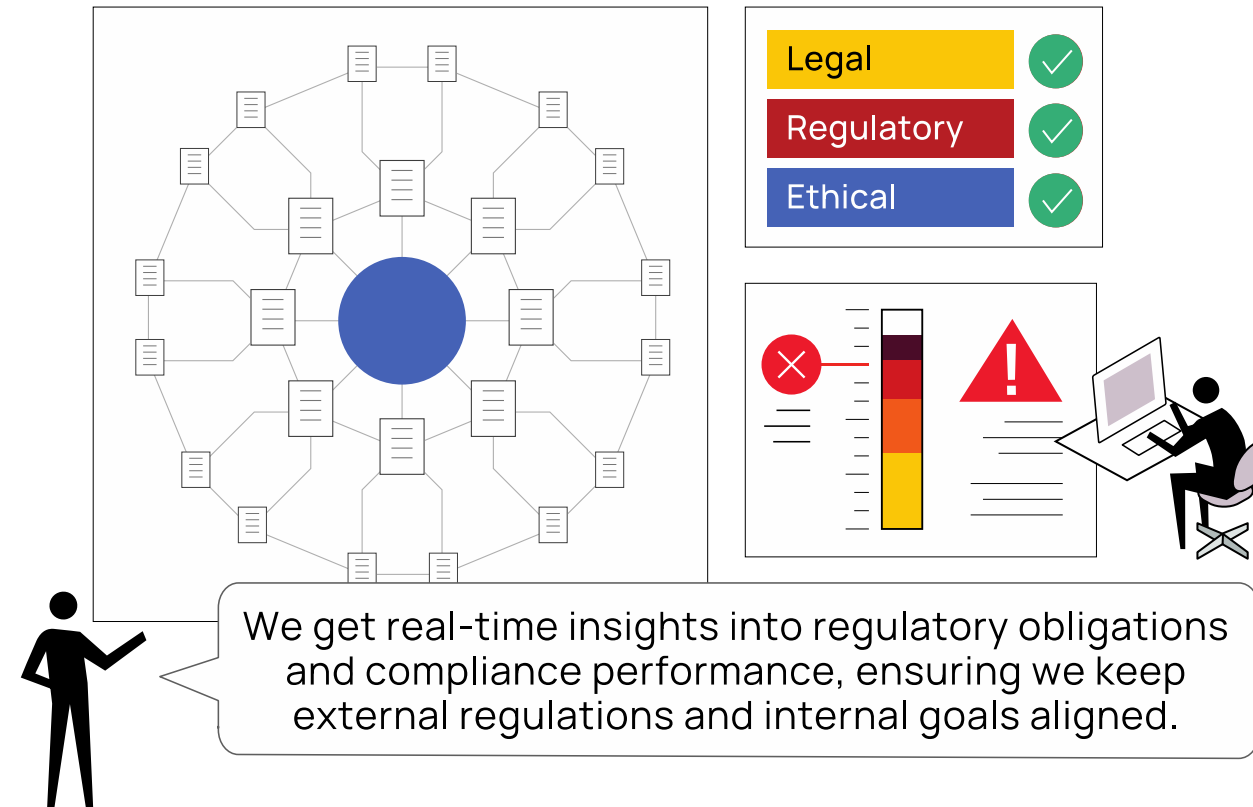 Legal
Regulatory
Ethical
We get real-time insights into regulatory obligations
and compliance performance, ensuring we keep
external regulations and internal goals aligned.